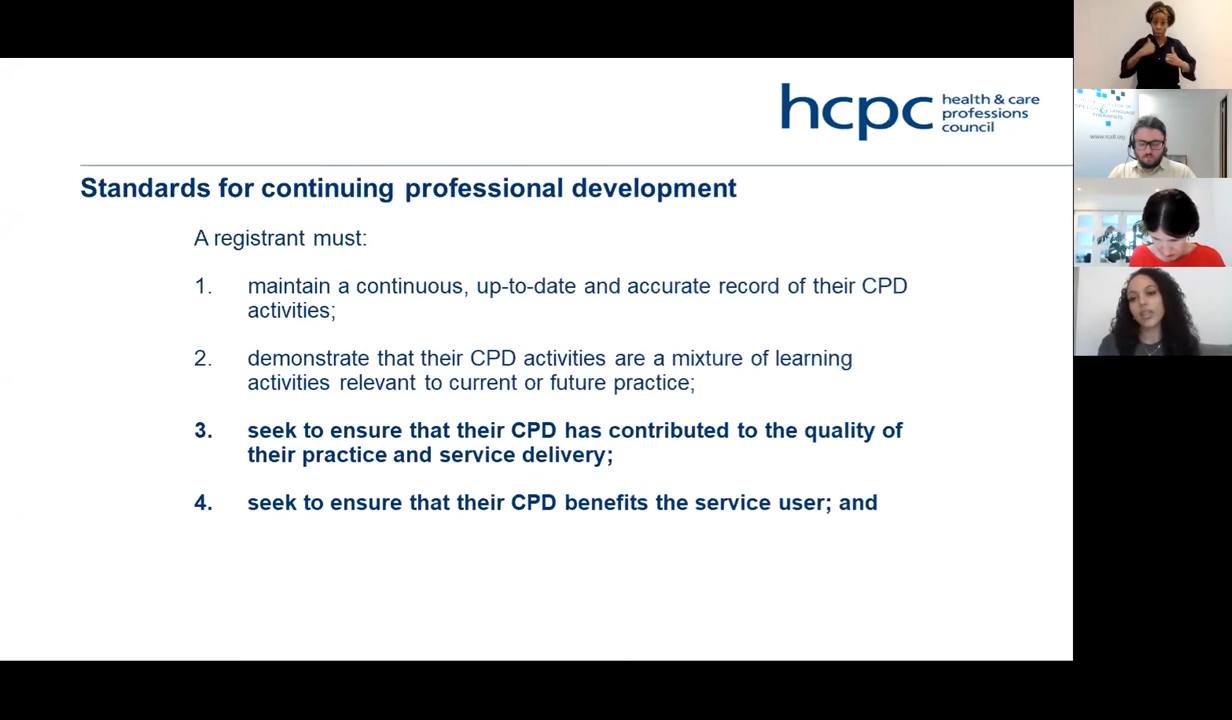 hcpc
health & care
professions
council
Standards for continuing professional development
A registrant must:
1. maintain a continuous, up-to-date and accurate record of their CPD
activities;
2. demonstrate that their CPD activities are a mixture of learning
activities relevant to current or future practice;
3. seek to ensure that their CPD has contributed to the quality of
their practice and service delivery;
4. seek to ensure that their CPD benefits the service user; and
SPEECH & LANGUAGE
THERAPISTS